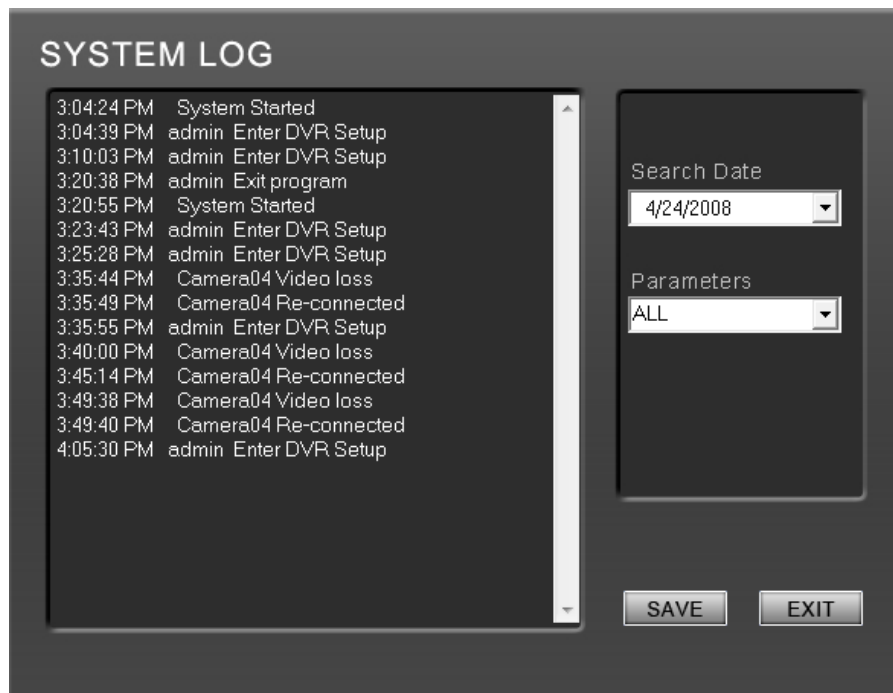 SYSTEM LOG
3:04:24 PM System Started
3:04:39 PM admin Enter DVR Setup
3:10:03 PM admin Enter DVR Setup
3:20:38 PM admin Exit program
3:20:55 PM System Started
3:23:43 PM admin Enter DVR Setup
3:25:28 PM admin Enter DVR Setup
3:35:44 PM Camera04 Video loss
3:35:49 PM Camera04 Re-connected
3:35:55 PM admin Enter DVR Setup
3:40:00 PM Camera04 Video loss
3:45:14 PM Camera04 Re-connected
3:49:38 PM Camera04 Video loss
3:49:40 PM Camera04 Re-connected
4:05:30 PM admin Enter DVR Setup
Search Date
4/24/2008
Parameters
ALL
SAVE EXIT